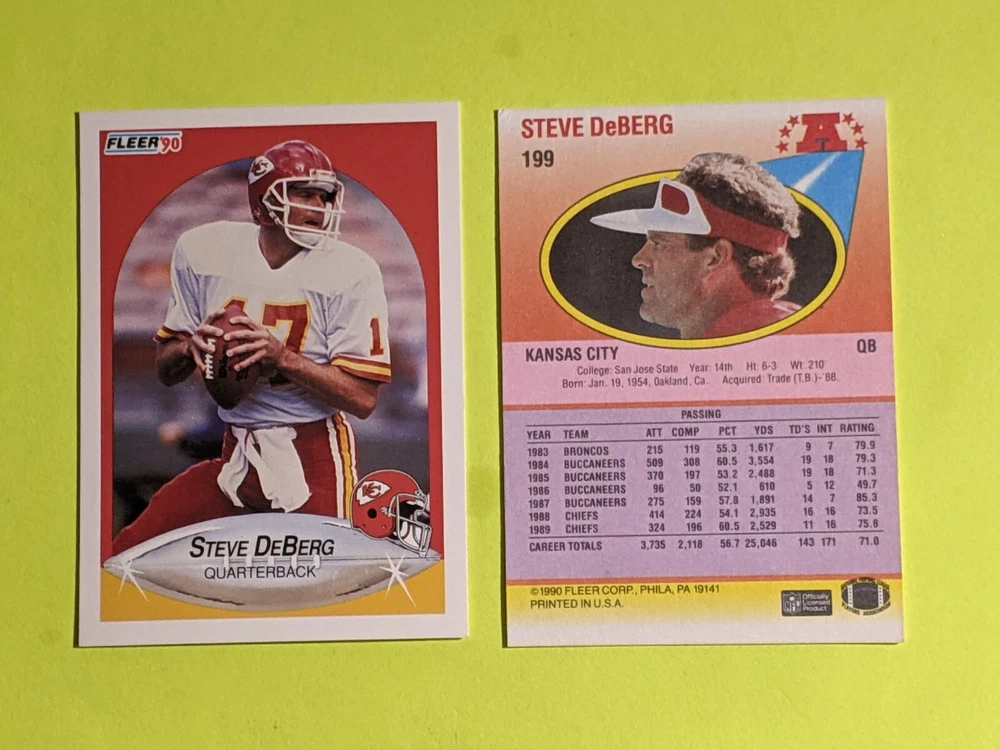 FLEER '90
KC
17
1
KC
STEVE DEBERG
QUARTERBACK
STEVE DeBERG
199
A
KANSAS CITY QB
College: San Jose State Year: 14th Ht: 6-3 Wt: 210
Born: Jan. 19, 1954, Oakland, Ca. Acquired: Trade (T.B.)-'88.
PASSING
YEAR TEAM ATT COMP PCT YDS TD'S INT RATING
1983 BRONCOS 215 119 55.3 1,617 9 7 79.9
1984 BUCCANEERS 509 308 60.5 3,554 19 18 79.3
1985 BUCCANEERS 370 197 53.2 2,488 19 18 71.3
1986 BUCCANEERS 96 50 52.1 610 5 12 49.7
1987 BUCCANEERS 275 159 57.8 1,891 14 7 85.3
1988 CHIEFS 414 224 54.1 2,935 16 16 73.5
1989 CHIEFS 324 196 60.5 2,529 11 16 75.8
CAREER TOTALS 3,735 2,118 56.7 25,046 143 171 71.0
©1990 FLEER CORP., PHILA, PA 19141
PRINTED IN U.S.A.
NFL
Officially
Licensed
Product